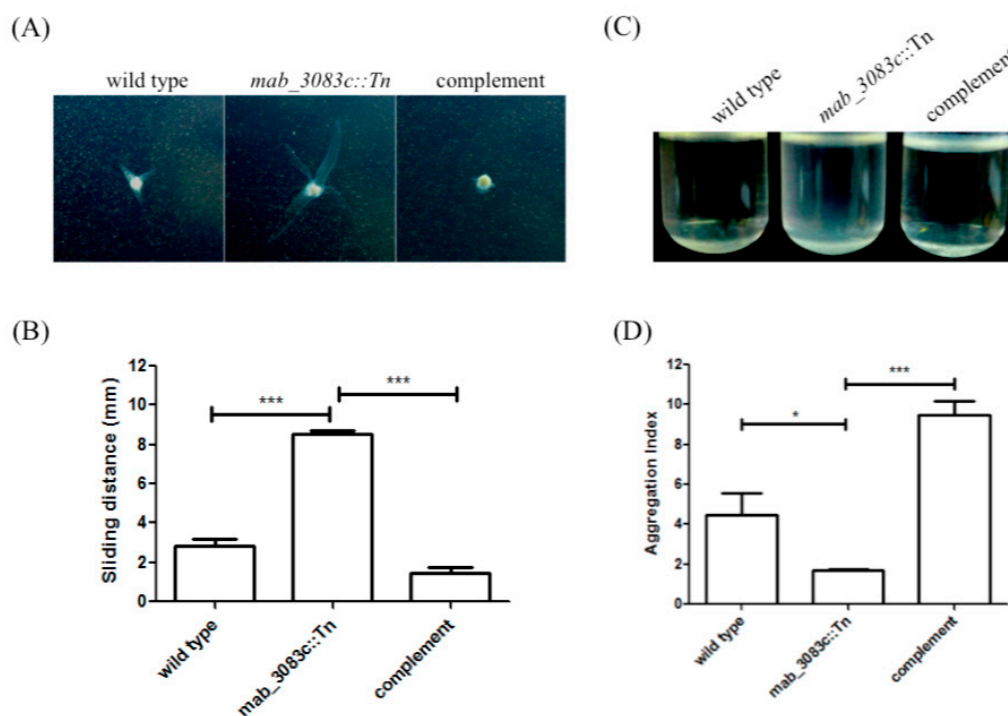 (A)
wild type mab_3083c::Tn complement
(C)
wild type
mab_3083c::Tn
complement
(B)
Sliding distance (mm)
12
10
8
6
4
2
0
***
***
wild type
mab_3083c::Tn
complement
(D)
Aggregation Index
12
10
8
6
4
2
0
*
***
wild type
mab_3083c::Tn
complement